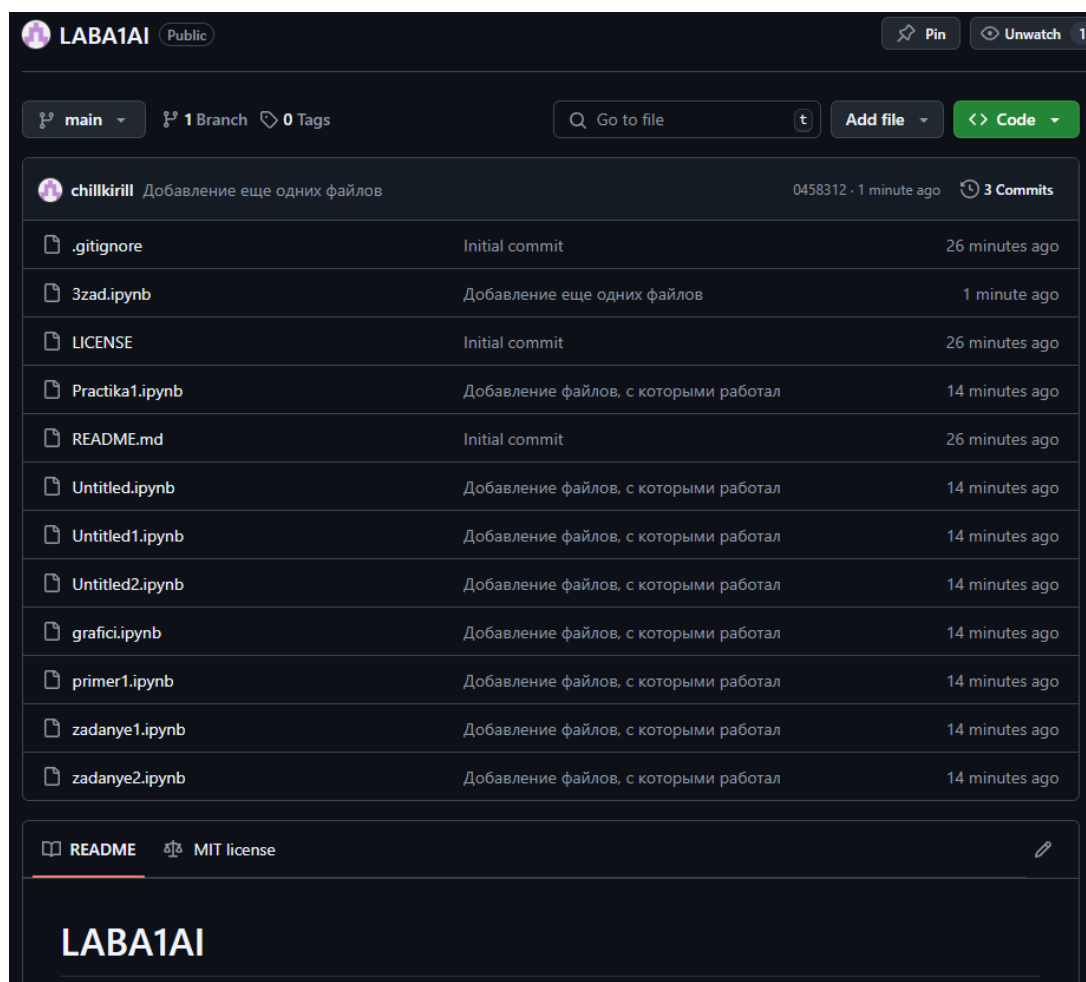 LABA1AI Public Pin Unwatch 1
main 1 Branch 0 Tags Go to file t Add file Code
chillkirill Добавление еще одних файлов 0458312 · 1 minute ago 3 Commits
.gitignore Initial commit 26 minutes ago
3zad.ipynb Добавление еще одних файлов 1 minute ago
LICENSE Initial commit 26 minutes ago
Practika1.ipynb Добавление файлов, с которыми работал 14 minutes ago
README.md Initial commit 26 minutes ago
Untitled.ipynb Добавление файлов, с которыми работал 14 minutes ago
Untitled1.ipynb Добавление файлов, с которыми работал 14 minutes ago
Untitled2.ipynb Добавление файлов, с которыми работал 14 minutes ago
grafici.ipynb Добавление файлов, с которыми работал 14 minutes ago
primer1.ipynb Добавление файлов, с которыми работал 14 minutes ago
zadanye1.ipynb Добавление файлов, с которыми работал 14 minutes ago
zadanye2.ipynb Добавление файлов, с которыми работал 14 minutes ago
README MIT license
LABA1AI